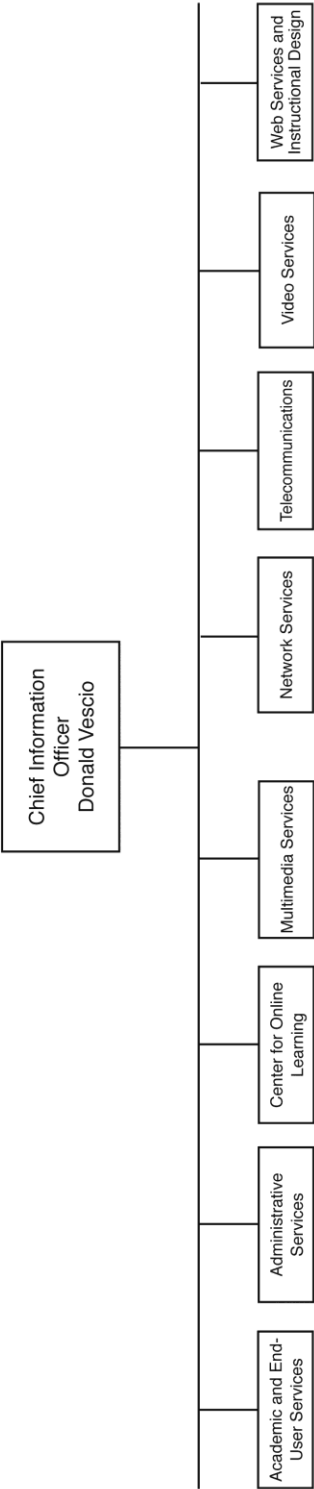 Chief Information
Officer
Donald Vescio
Academic and End-
User Services
Administrative
Services
Center for Online
Learning
Multimedia Services
Network Services
Telecommunications
Video Services
Web Services and
Instructional Design